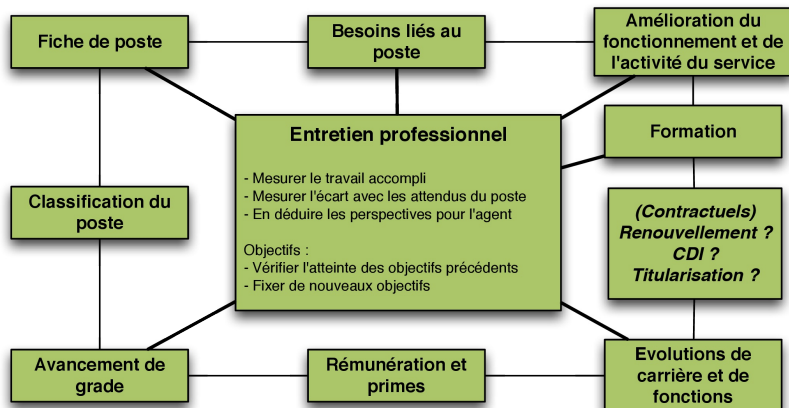 Fiche de poste
Besoins liés au
poste
Amélioration du
fonctionnement et de
l'activité du service
Entretien professionnel
- Mesurer le travail accompli
- Mesurer l'écart avec les attendus du poste
- En déduire les perspectives pour l'agent
Objectifs :
- Vérifier l'atteinte des objectifs précédents
- Fixer de nouveaux objectifs
Formation
Classification du
poste
(Contractuels)
Renouvellement ?
CDI ?
Titularisation ?
Avancement de
grade
Rémunération et
primes
Evolutions de
carrière et de
fonctions